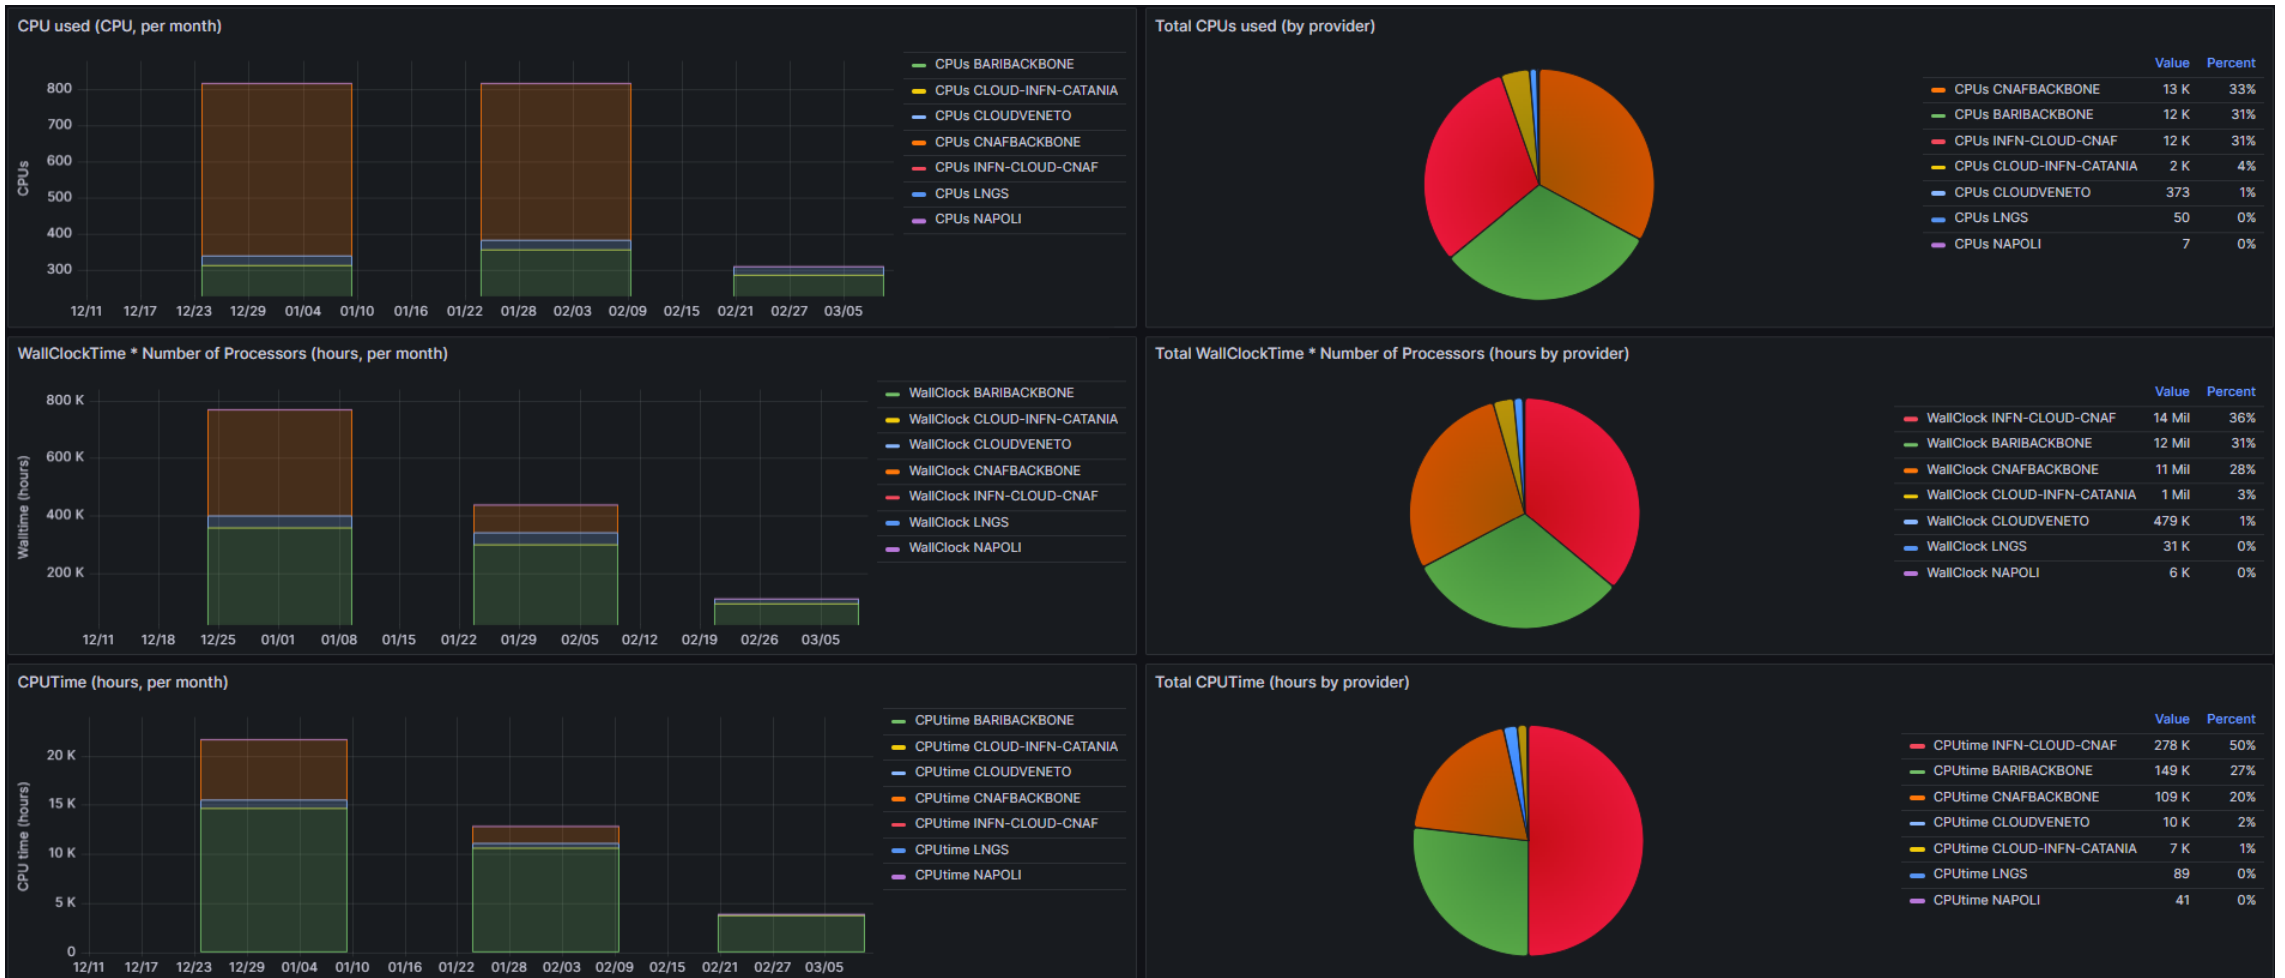 CPU used (CPU, per month)
CPUs
800
700
600
500
400
300
12/11 12/17 12/23 12/29 01/04 01/10 01/16 01/22 01/28 02/03 02/09 02/15 02/21 02/27 03/05
CPUs BARIBACKBONE
CPUs CLOUD-INFN-CATANIA
CPUs CLOUDVENETO
CPUs CNAFBACKBONE
CPUs INFN-CLOUD-CNAF
CPUs LNGS
CPUs NAPOLI
Total CPUs used (by provider)
Value Percent
CPUs CNAFBACKBONE 13 K 33%
CPUs BARIBACKBONE 12 K 31%
CPUs INFN-CLOUD-CNAF 12 K 31%
CPUs CLOUD-INFN-CATANIA 2 K 4%
CPUs CLOUDVENETO 373 1%
CPUs LNGS 50 0%
CPUs NAPOLI 7 0%
WallClockTime * Number of Processors (hours, per month)
Walltime (hours)
800 K
600 K
400 K
200 K
12/11 12/18 12/25 01/01 01/08 01/15 01/22 01/29 02/05 02/12 02/19 02/26 03/05
WallClock BARIBACKBONE
WallClock CLOUD-INFN-CATANIA
WallClock CLOUDVENETO
WallClock CNAFBACKBONE
WallClock INFN-CLOUD-CNAF
WallClock LNGS
WallClock NAPOLI
Total WallClockTime * Number of Processors (hours by provider)
Value Percent
WallClock INFN-CLOUD-CNAF 14 Mil 36%
WallClock BARIBACKBONE 12 Mil 31%
WallClock CNAFBACKBONE 11 Mil 28%
WallClock CLOUD-INFN-CATANIA 1 Mil 3%
WallClock CLOUDVENETO 479 K 1%
WallClock LNGS 31 K 0%
WallClock NAPOLI 6 K 0%
CPUTime (hours, per month)
CPU time (hours)
20 K
15 K
10 K
5 K
0
12/11 12/17 12/23 12/29 01/04 01/10 01/16 01/22 01/28 02/03 02/09 02/15 02/21 02/27 03/05
CPUtime BARIBACKBONE
CPUtime CLOUD-INFN-CATANIA
CPUtime CLOUDVENETO
CPUtime CNAFBACKBONE
CPUtime INFN-CLOUD-CNAF
CPUtime LNGS
CPUtime NAPOLI
Total CPUTime (hours by provider)
Value Percent
CPUtime INFN-CLOUD-CNAF 278 K 50%
CPUtime BARIBACKBONE 149 K 27%
CPUtime CNAFBACKBONE 109 K 20%
CPUtime CLOUDVENETO 10 K 2%
CPUtime CLOUD-INFN-CATANIA 7 K 1%
CPUtime LNGS 89 0%
CPUtime NAPOLI 41 0%